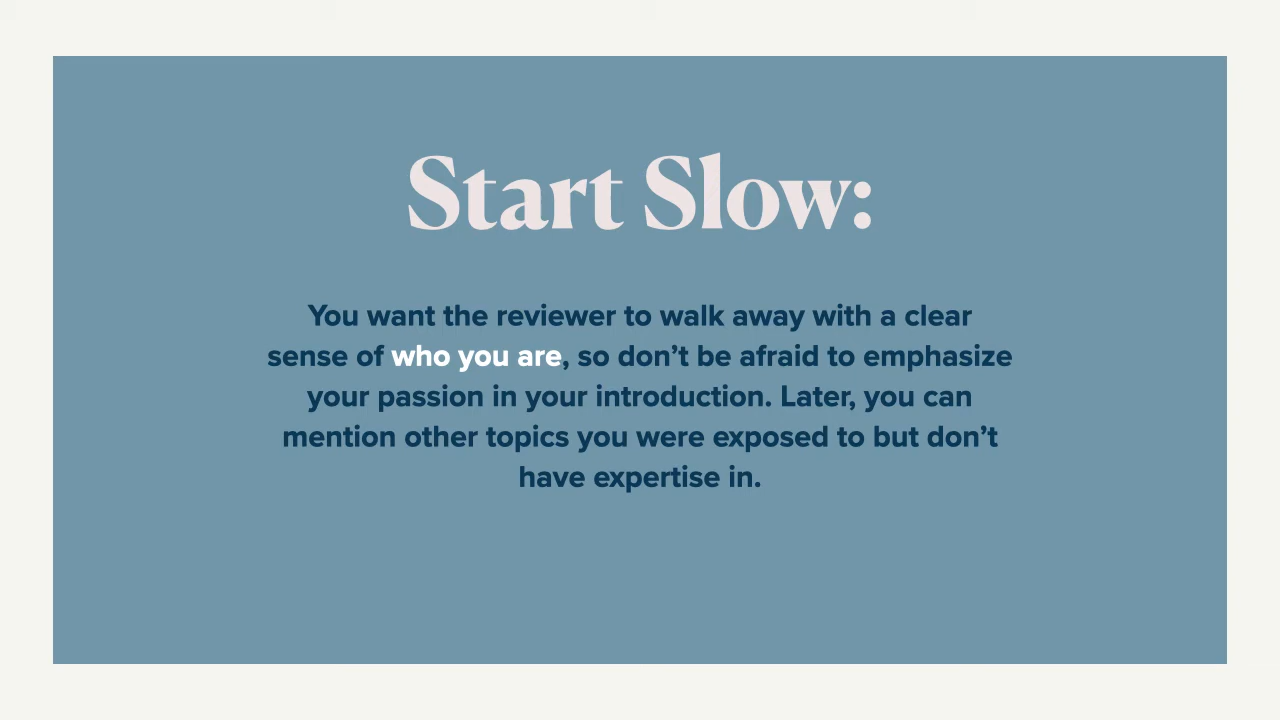 Start Slow:
You want the reviewer to walk away with a clear
sense of who you are, so don’t be afraid to emphasize
your passion in your introduction. Later, you can
mention other topics you were exposed to but don’t
have expertise in.